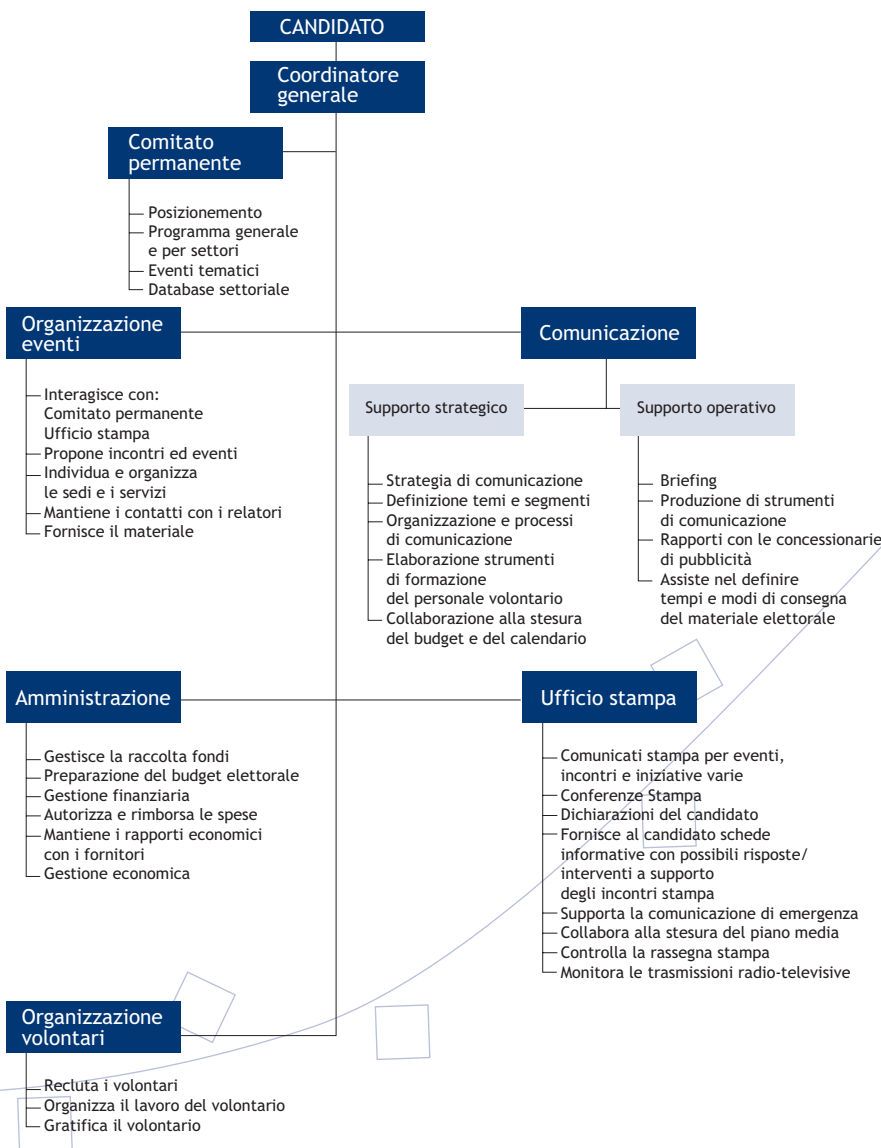 CANDIDATO
Coordinatore
generale
Comitato
permanente
Posizionemento
Programma generale
e per settori
Eventi tematici
Database settoriale
Organizzazione
eventi
Interagisce con:
Comitato permanente
Ufficio stampa
Propone incontri ed eventi
Individua e organizza
le sedi e i servizi
Mantiene i contatti con i relatori
Fornisce il materiale
Comunicazione
Supporto strategico
Strategia di comunicazione
Definizione temi e segmenti
Organizzazione e processi
di comunicazione
Elaborazione strumenti
di formazione
del personale volontario
Collaborazione alla stesura
del budget e del calendario
Supporto operativo
Briefing
Produzione di strumenti
di comunicazione
Rapporti con le concessionarie
di pubblicità
Assiste nel definire
tempi e modi di consegna
del materiale elettorale
Amministrazione
Gestisce la raccolta fondi
Preparazione del budget elettorale
Gestione finanziaria
Autorizza e rimborsa le spese
Mantiene i rapporti economici
con i fornitori
Gestione economica
Ufficio stampa
Comunicati stampa per eventi,
incontri e iniziative varie
Conferenze Stampa
Dichiarazioni del candidato
Fornisce al candidato schede
informative con possibili risposte/
interventi a supporto
degli incontri stampa
Supporta la comunicazione di emergenza
Collabora alla stesura del piano media
Controlla la rassegna stampa
Monitora le trasmissioni radio-televisive
Organizzazione
volontari
Recluta i volontari
Organizza il lavoro del volontario
Gratifica il volontario